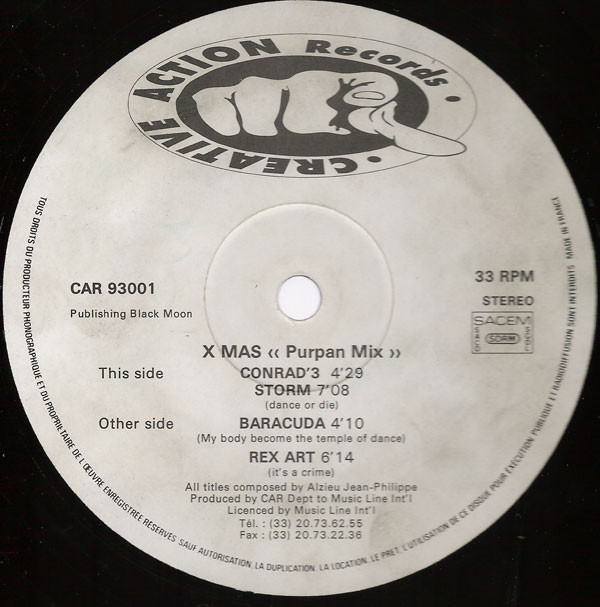 CREATIVE ACTION Records
CAR 93001
Publishing Black Moon
33 RPM
STEREO
SACEM
SACD
SDRM
SGDL
X MAS ‹‹ Purpan Mix ››
This side CONRAD'3 4'29
STORM 7'08
(dance or die)
Other side BARACUDA 4'10
(My body become the temple of dance)
REX ART 6'14
(it's a crime)
All titles composed by Alzieu Jean-Philippe
Produced by CAR Dept to Music Line Int'l
Licenced by Music Line Int'l
Tél. : (33) 20.73.62.55
Fax : (33) 20.73.22.36
TOUS DROITS DU PRODUCTEUR PHONOGRAPHIQUE ET DU PROPRIETAIRE DE L'ŒUVRE ENREGISTREE RESERVES. SAUF AUTORISATION, LA DUPLICATION, LA LOCATION, LE PRET, L'UTILISATION DE CE DISQUE POUR EXECUTION PUBLIQUE ET RADIODIFFUSION SONT INTERDITS MADE IN FRANCE